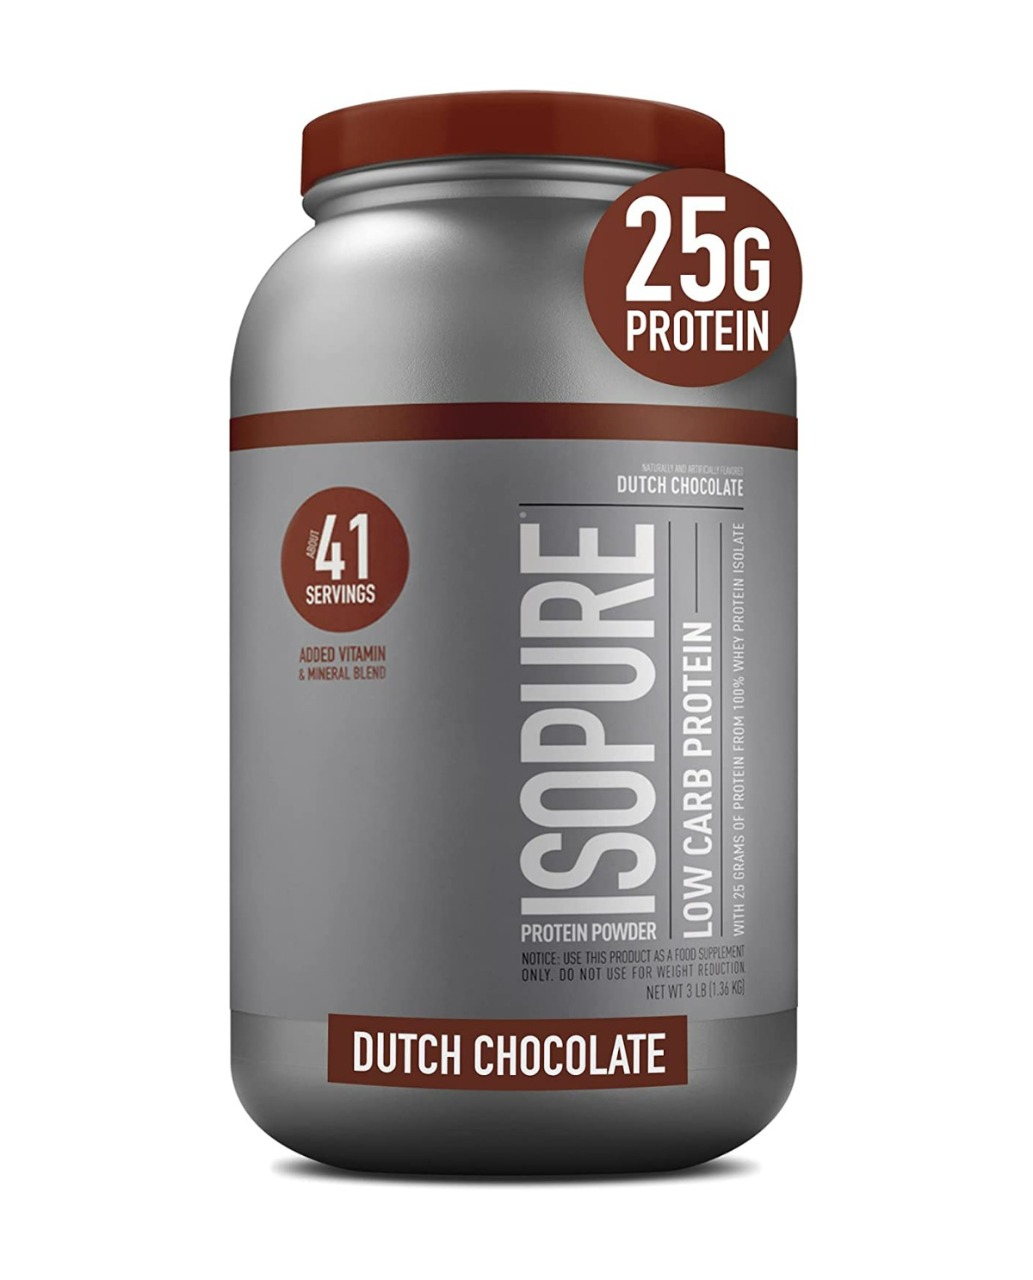 25G
PROTEIN
NATURALLY AND ARTIFICIALLY FLAVORED
DUTCH CHOCOLATE
ABOUT
41
SERVINGS
ADDED VITAMIN
& MINERAL BLEND
ISOPURE®
PROTEIN POWDER
LOW CARB PROTEIN
WITH 25 GRAMS OF PROTEIN FROM 100% WHEY PROTEIN ISOLATE
NOTICE: USE THIS PRODUCT AS A FOOD SUPPLEMENT
ONLY. DO NOT USE FOR WEIGHT REDUCTION
NET WT 3 LB (1.36 KG)
DUTCH CHOCOLATE